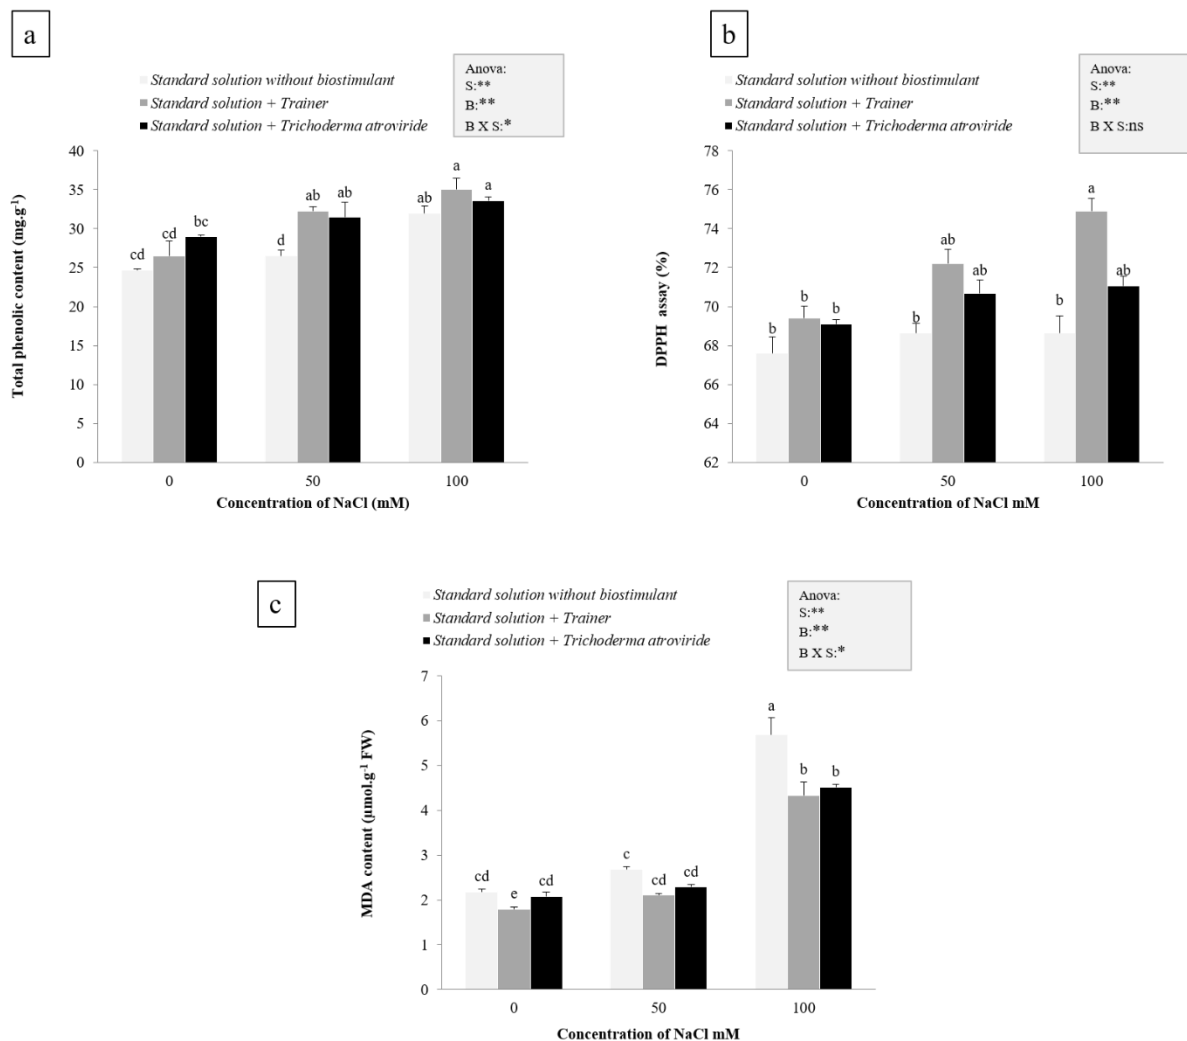 a
Standard solution without biostimulant
Standard solution + Trainer
Standard solution + Trichoderma atroviride
Anova:
S:**
B:**
B X S:*
Total phenolic content (mg.g⁻¹)
40
35
30
25
20
15
10
5
0
cd
cd
bc
d
ab
ab
ab
a
a
0
50
100
Concentration of NaCl (mM)
b
Standard solution without biostimulant
Standard solution + Trainer
Standard solution + Trichoderma atroviride
Anova:
S:**
B:**
B X S:ns
DPPH assay (%)
78
76
74
72
70
68
66
64
62
b
b
b
b
ab
ab
b
a
ab
0
50
100
Concentration of NaCl mM
c
Standard solution without biostimulant
Standard solution + Trainer
Standard solution + Trichoderma atroviride
Anova:
S:**
B:**
B X S:*
MDA content (µmol.g⁻¹ FW)
7
6
5
4
3
2
1
0
cd
e
cd
c
cd
cd
a
b
b
0
50
100
Concentration of NaCl mM